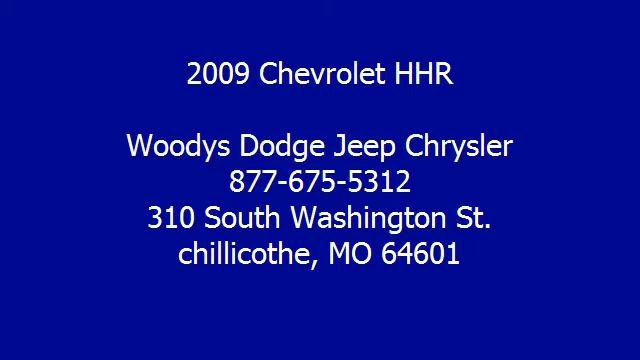 2009 Chevrolet HHR
Woodys Dodge Jeep Chrysler
877-675-5312
310 South Washington St.
chillicothe, MO 64601